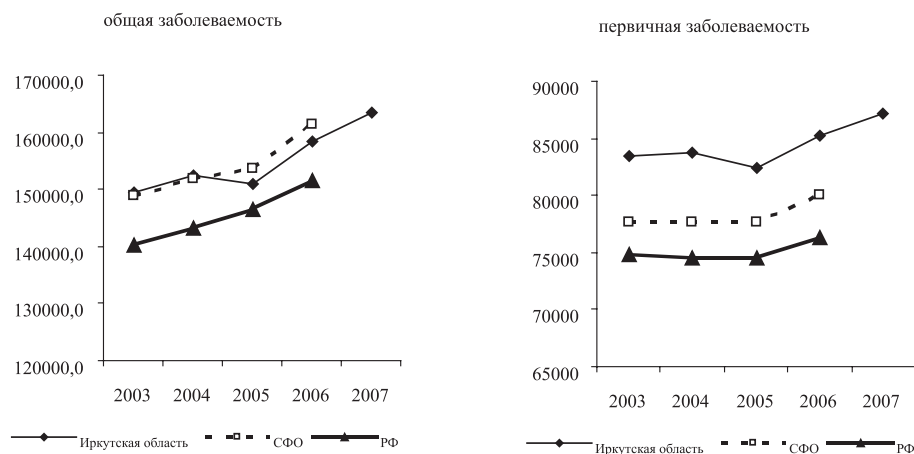 общая заболеваемость
170000,0
160000,0
150000,0
140000,0
130000,0
120000,0
2003 2004 2005 2006 2007
Иркутская область СФО РФ
первичная заболеваемость
90000
85000
80000
75000
70000
65000
2003 2004 2005 2006 2007
Иркутская область СФО РФ